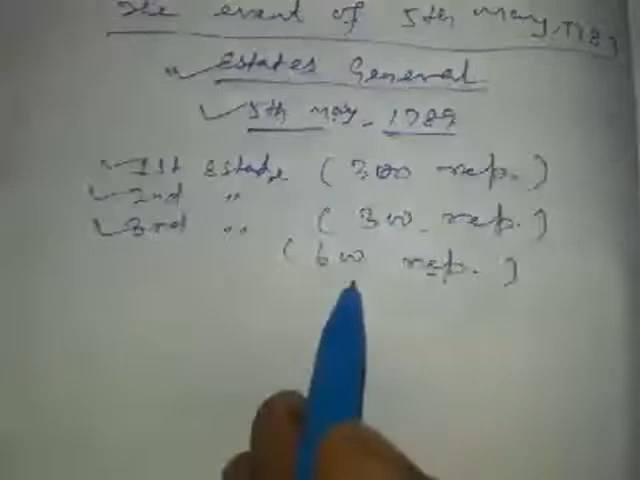 The event of 5th May, 1789
Estates General
5th May - 1789
1st Estate (300 rep.)
2nd " (300 rep.)
3rd " (600 rep.)